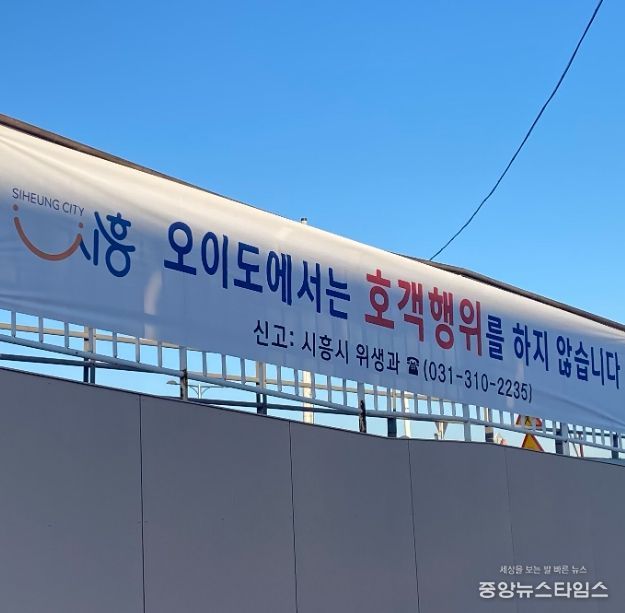 SIHEUNG CITY
시흥 오이도에서는 호객행위를 하지 않습니다
신고: 시흥시 위생과 ☎(031-310-2235)
세상을 보는 발 바른 뉴스
중앙뉴스타임스